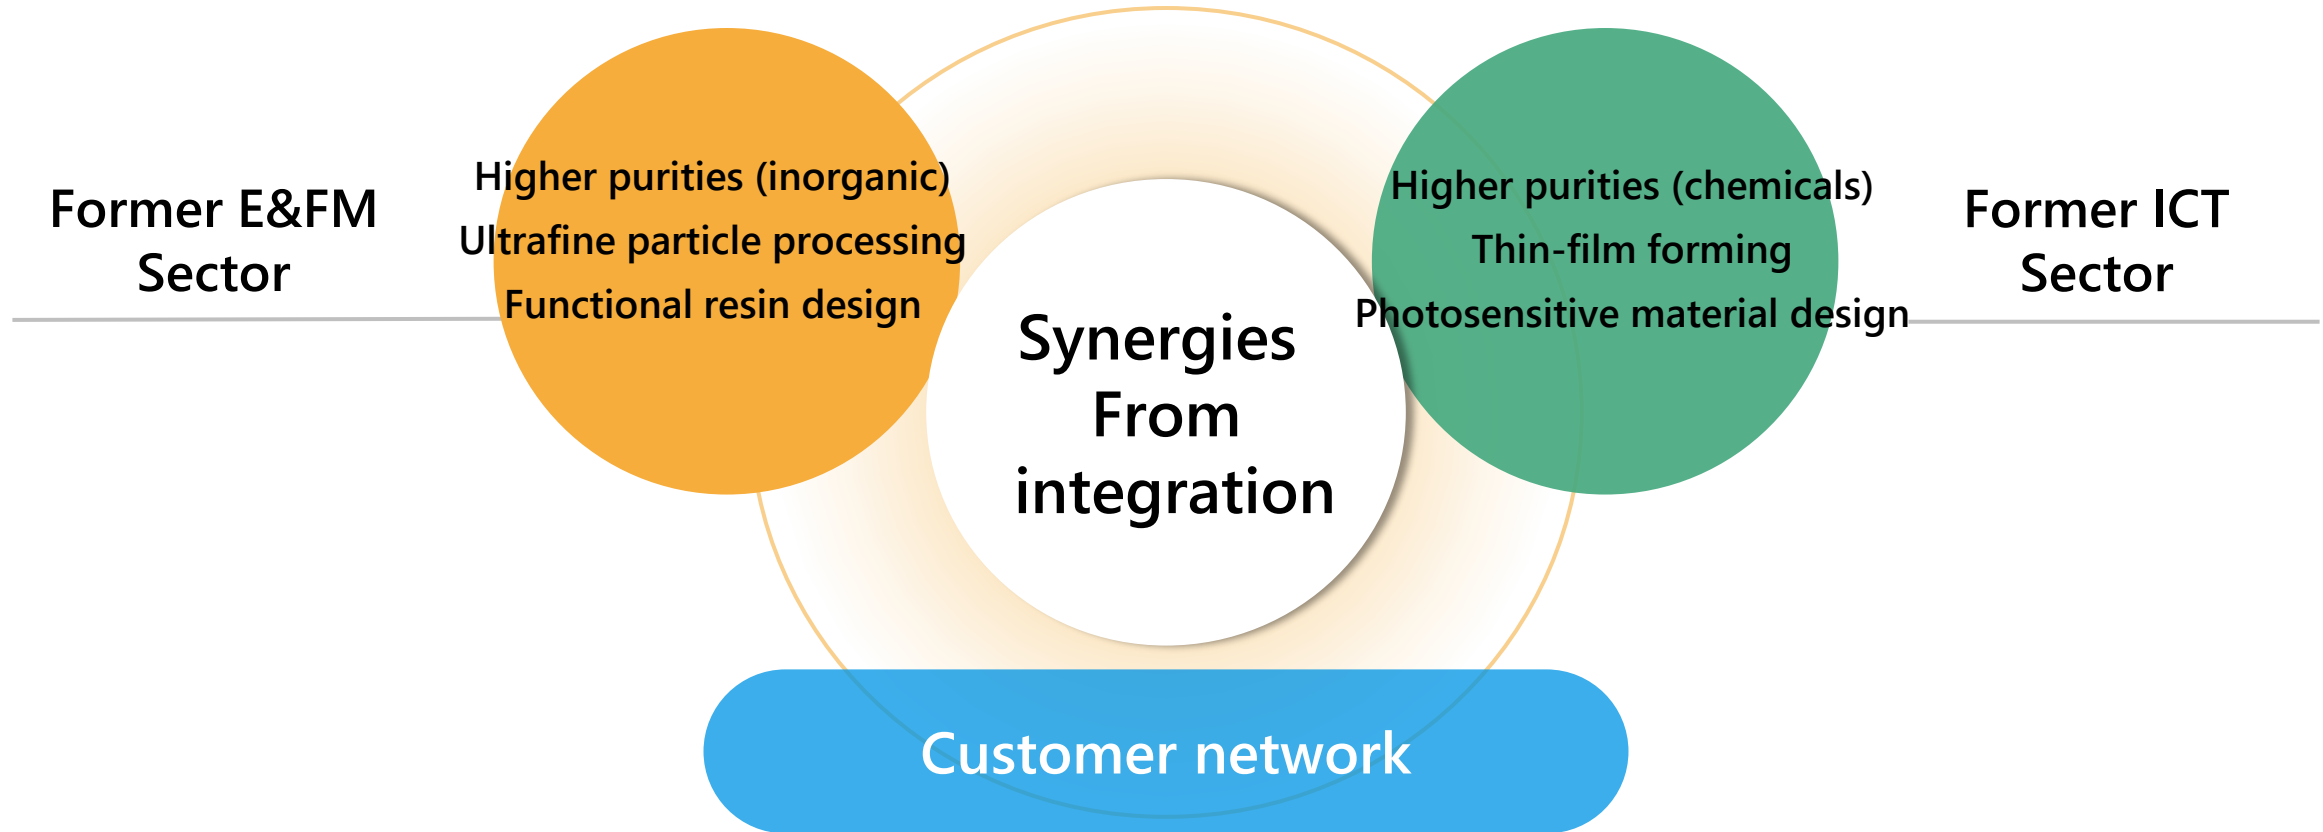 Former E&FM
Sector
Higher purities (inorganic)
Ultrafine particle processing
Functional resin design
Synergies
From
integration
Higher purities (chemicals)
Thin-film forming
Photosensitive material design
Former ICT
Sector
Customer network